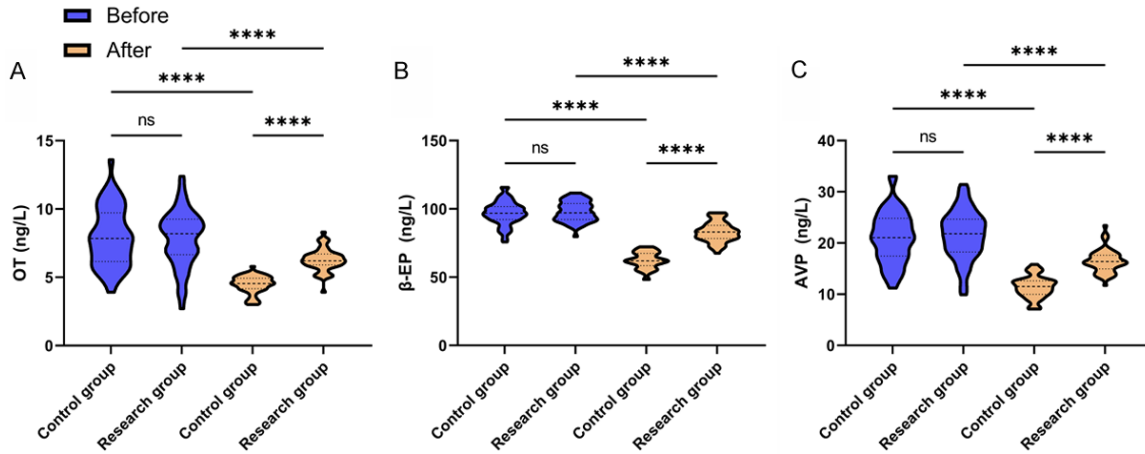 Before
After
A
****
****
ns
****
15
10
5
0
OT (ng/L)
Control group
Research group
Control group
Research group
B
****
****
ns
****
150
100
50
0
β-EP (ng/L)
Control group
Research group
Control group
Research group
C
****
****
ns
****
40
30
20
10
0
AVP (ng/L)
Control group
Research group
Control group
Research group